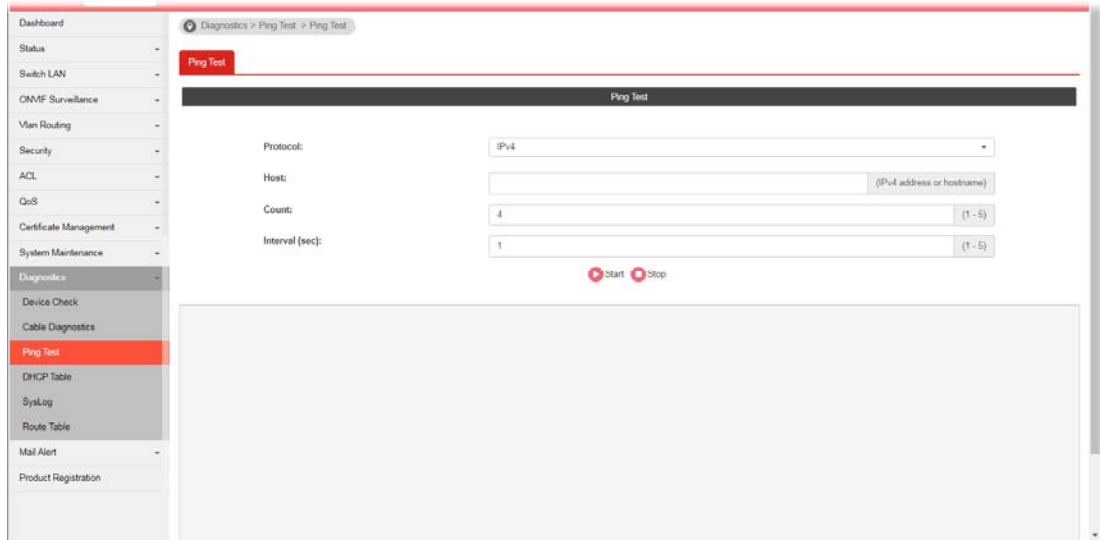 Dashboard
Status
Switch LAN
ONVIF Surveillance
Vlan Routing
Security
ACL
QoS
Certificate Management
System Maintenance
Diagnostics
Device Check
Cable Diagnostics
Ping Test
DHCP Table
SysLog
Route Table
Mail Alert
Product Registration
Diagnostics > Ping Test > Ping Test
Ping Test
Ping Test
Protocol: IPv4
Host: (IPv4 address or hostname)
Count: 4 (1 - 5)
Interval (sec): 1 (1 - 5)
Start Stop